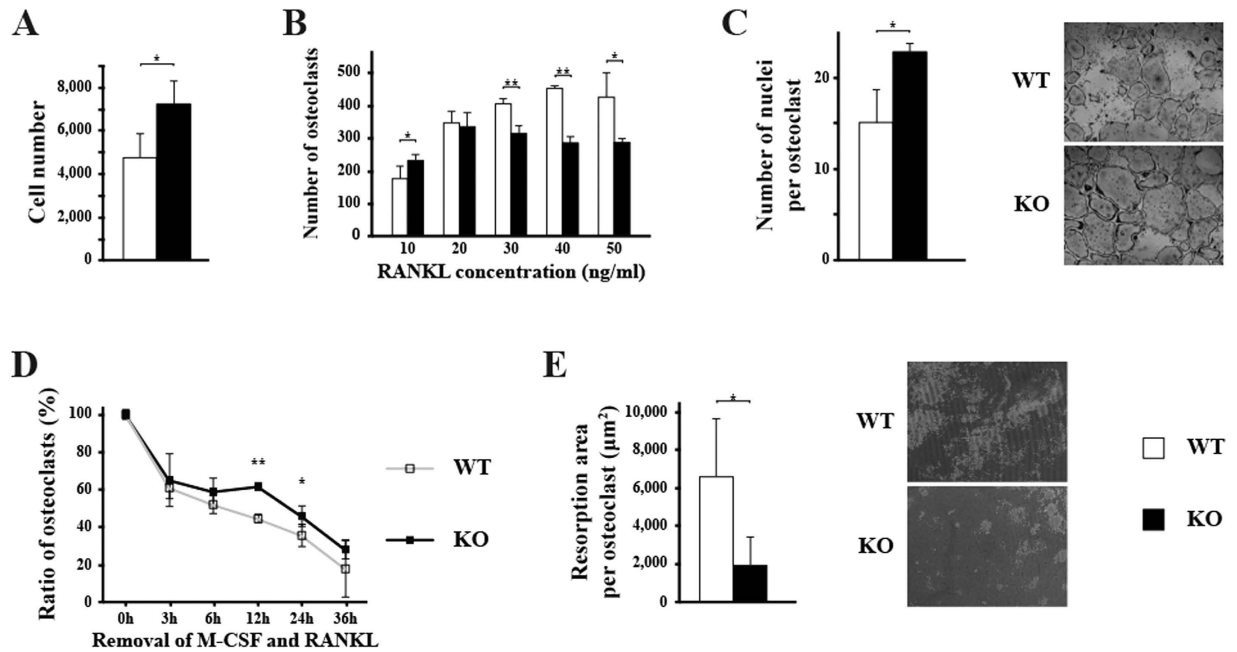 A
Cell number
8,000
6,000
4,000
2,000
0
*
B
Number of osteoclasts
500
400
300
200
100
0
*
**
**
*
10 20 30 40 50
RANKL concentration (ng/ml)
C
Number of nuclei
per osteoclast
20
10
0
*
WT
KO
D
Ratio of osteoclasts (%)
100
80
60
40
20
0
**
*
0h 3h 6h 12h 24h 36h
Removal of M-CSF and RANKL
WT
KO
E
Resorption area
per osteoclast (μm²)
10,000
8,000
6,000
4,000
2,000
0
*
WT
KO
WT
KO